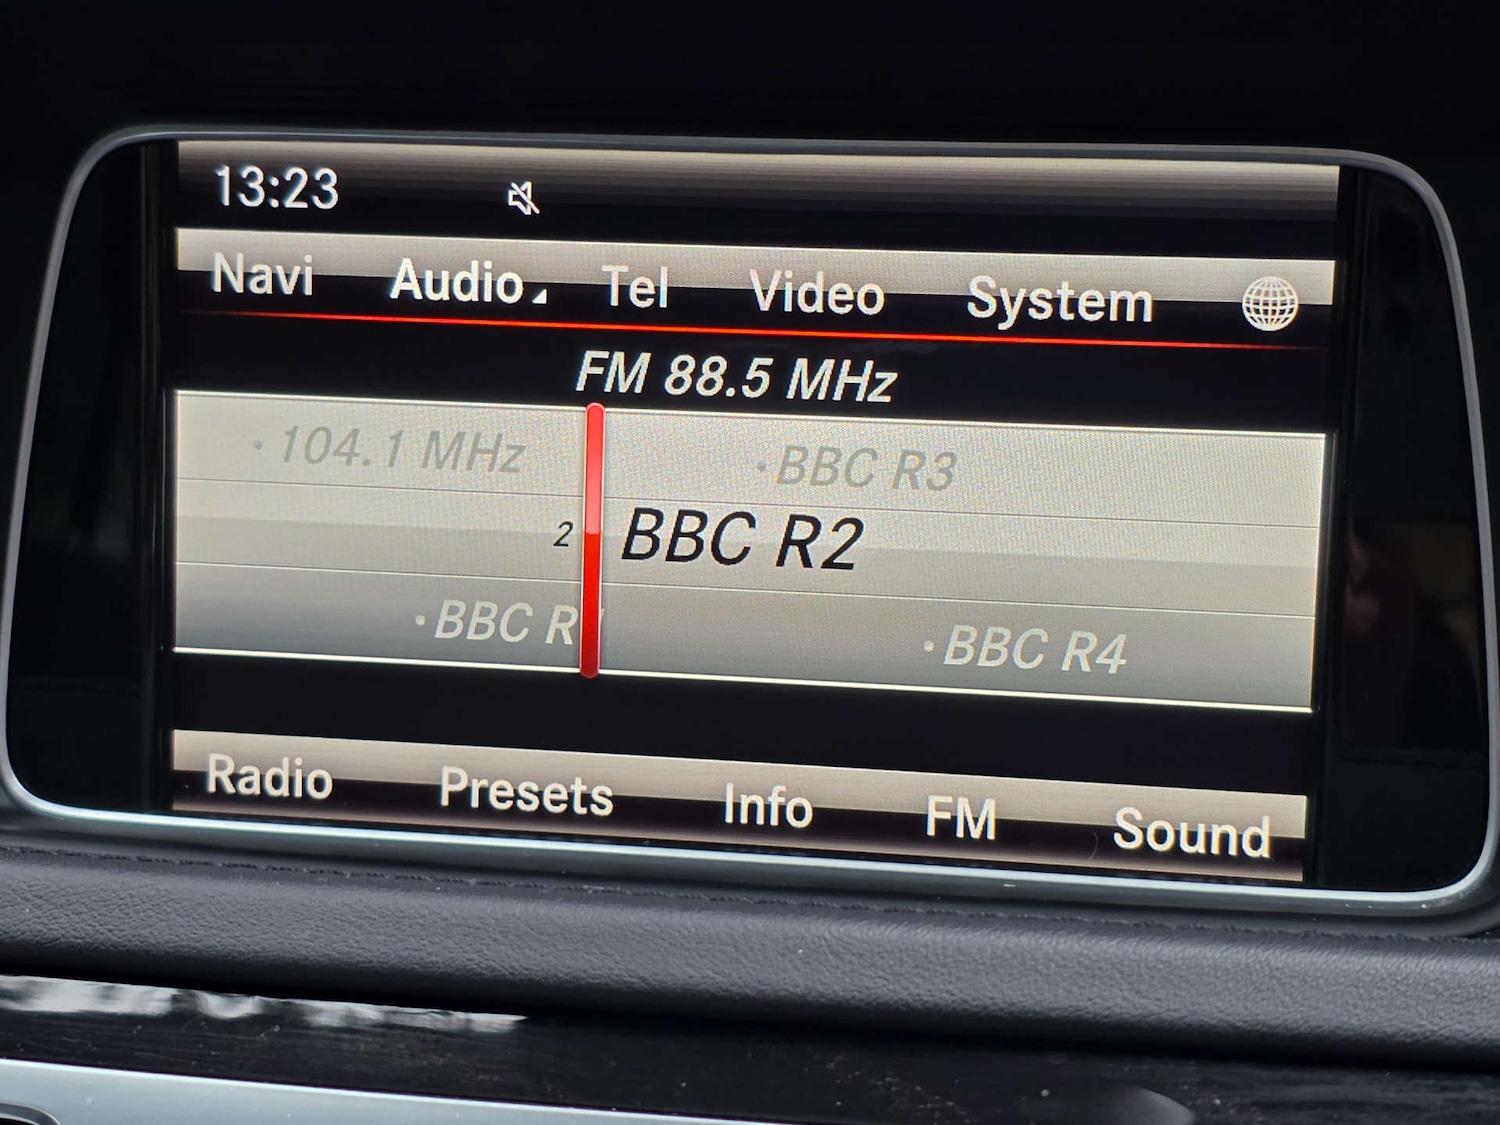 13:23
Navi Audio Tel Video System
FM 88.5 MHz
· 104.1 MHz · BBC R3
2 BBC R2
· BBC R · BBC R4
Radio Presets Info FM Sound